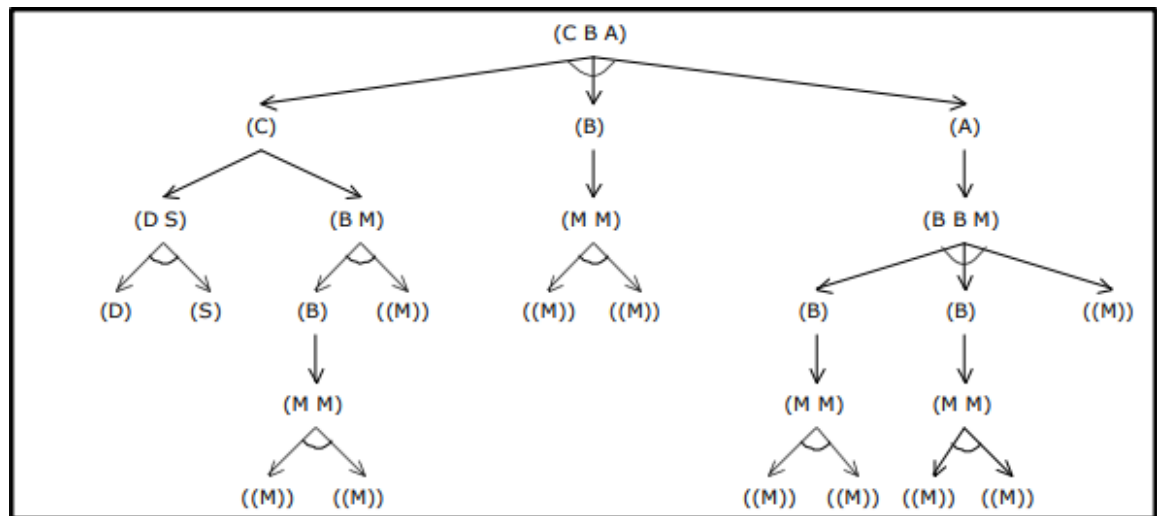 (C B A)
(C) (B) (A)
(D S) (B M) (M M) (B B M)
(D) (S) (B) ((M)) ((M)) ((M)) (B) (B) ((M))
(M M) (M M) (M M)
((M)) ((M)) ((M)) ((M)) ((M)) ((M))